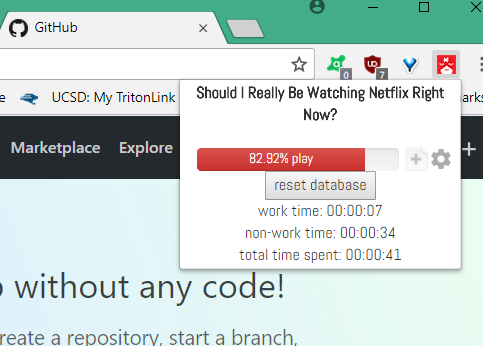 GitHub
0
7
UCSD: My TritonLink
Should I Really Be Watching Netflix Right
Now?
Marketplace
Explore
82.92% play
reset database
work time: 00:00:07
non-work time: 00:00:34
total time spent: 00:00:41
without any code!
create a repository, start a branch,